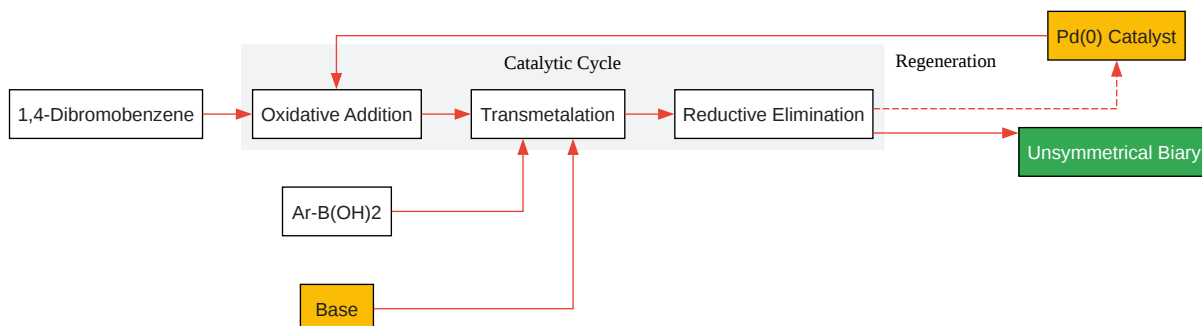 Pd(0) Catalyst
Catalytic Cycle
Regeneration
1,4-Dibromobenzene
Oxidative Addition
Transmetalation
Reductive Elimination
Unsymmetrical Biary
Ar-B(OH)2
Base